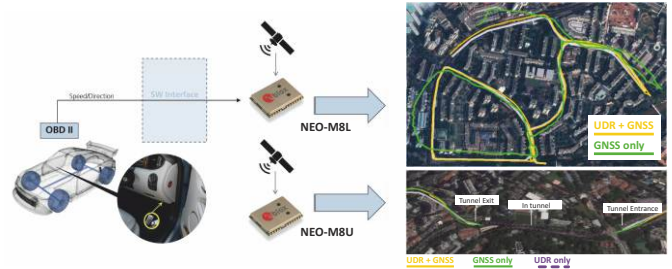 SW Interface
Speed/Direction
OBD II
NEO-M8L
NEO-M8U
UDR + GNSS
GNSS only
Tunnel Exit
In tunnel
Tunnel Entrance
UDR + GNSS
GNSS only
UDR only